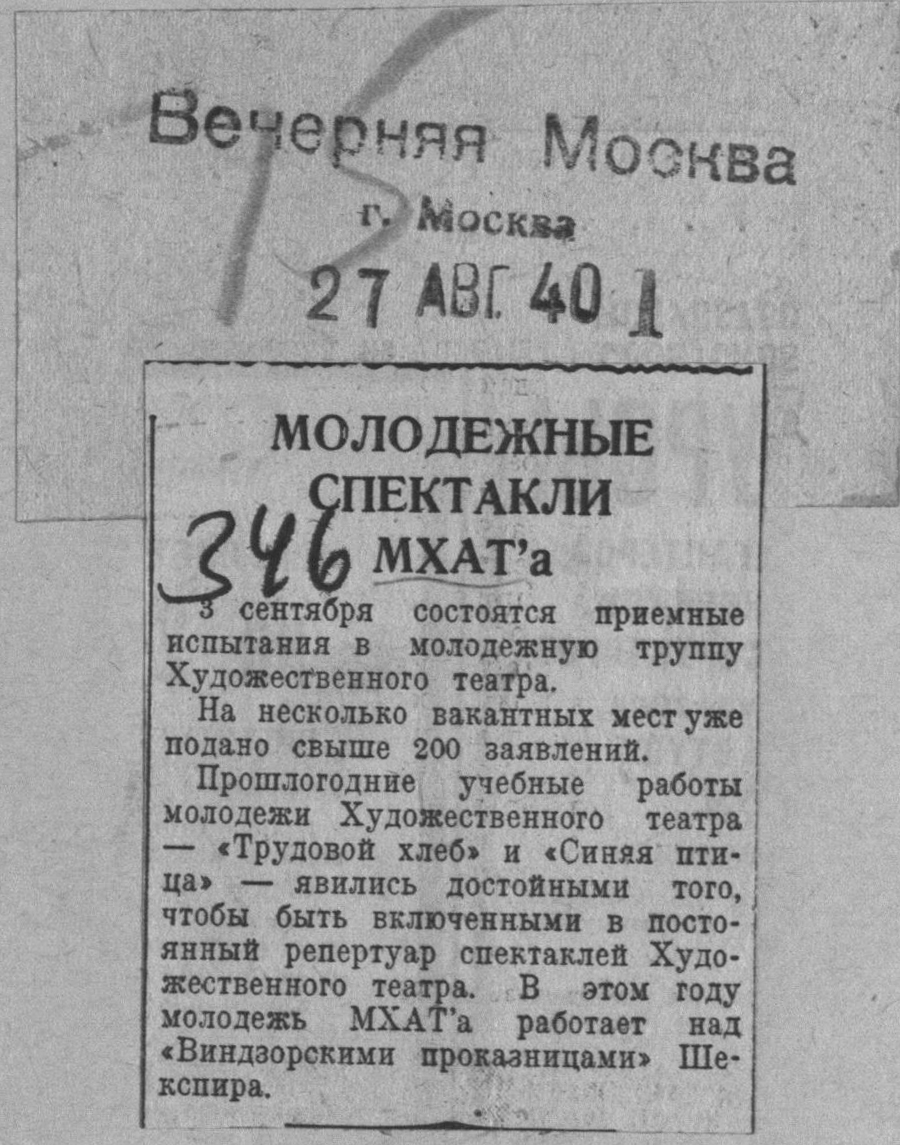 Вечерняя Москва
г. Москва
27 АВГ. 40 1
МОЛОДЕЖНЫЕ
СПЕКТАКЛИ
346 МХАТ'а
3 сентября состоятся приемные
испытания в молодежную труппу
Художественного театра.
На несколько вакантных мест уже
подано свыше 200 заявлений.
Прошлогодние учебные работы
молодежи Художественного театра
— «Трудовой хлеб» и «Синяя пти-
ца» — явились достойными того,
чтобы быть включенными в посто-
янный репертуар спектаклей Худо-
жественного театра. В этом году
молодежь МХАТ'а работает над
«Виндзорскими проказницами» Ше-
кспира.